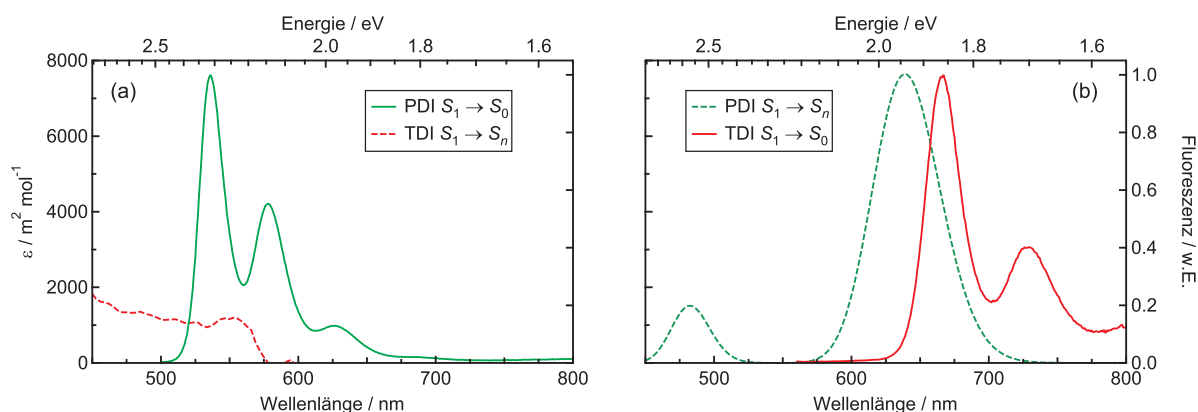 Energie / eV
2.5 2.0 1.8 1.6
8000
6000
4000
2000
0
ε / m² mol⁻¹
(a)
PDI S₁ → S₀
TDI S₁ → Sₙ
500 600 700 800
Wellenlänge / nm
Energie / eV
2.5 2.0 1.8 1.6
(b)
PDI S₁ → Sₙ
TDI S₁ → S₀
1.0
0.8
0.6
0.4
0.2
0.0
Fluoreszenz / w.E.
500 600 700 800
Wellenlänge / nm